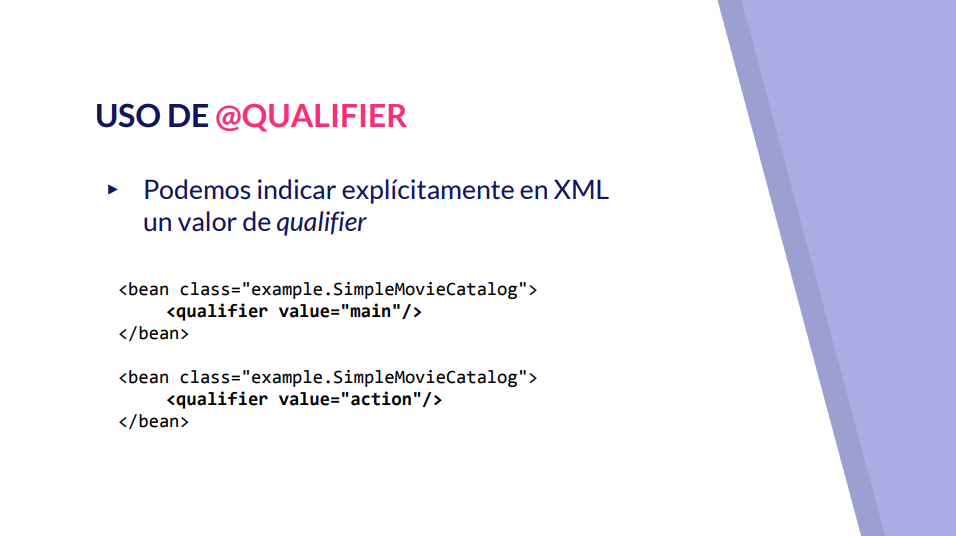 USO DE @QUALIFIER
▸ Podemos indicar explícitamente en XML
un valor de qualifier
<bean class="example.SimpleMovieCatalog">
<qualifier value="main"/>
</bean>
<bean class="example.SimpleMovieCatalog">
<qualifier value="action"/>
</bean>